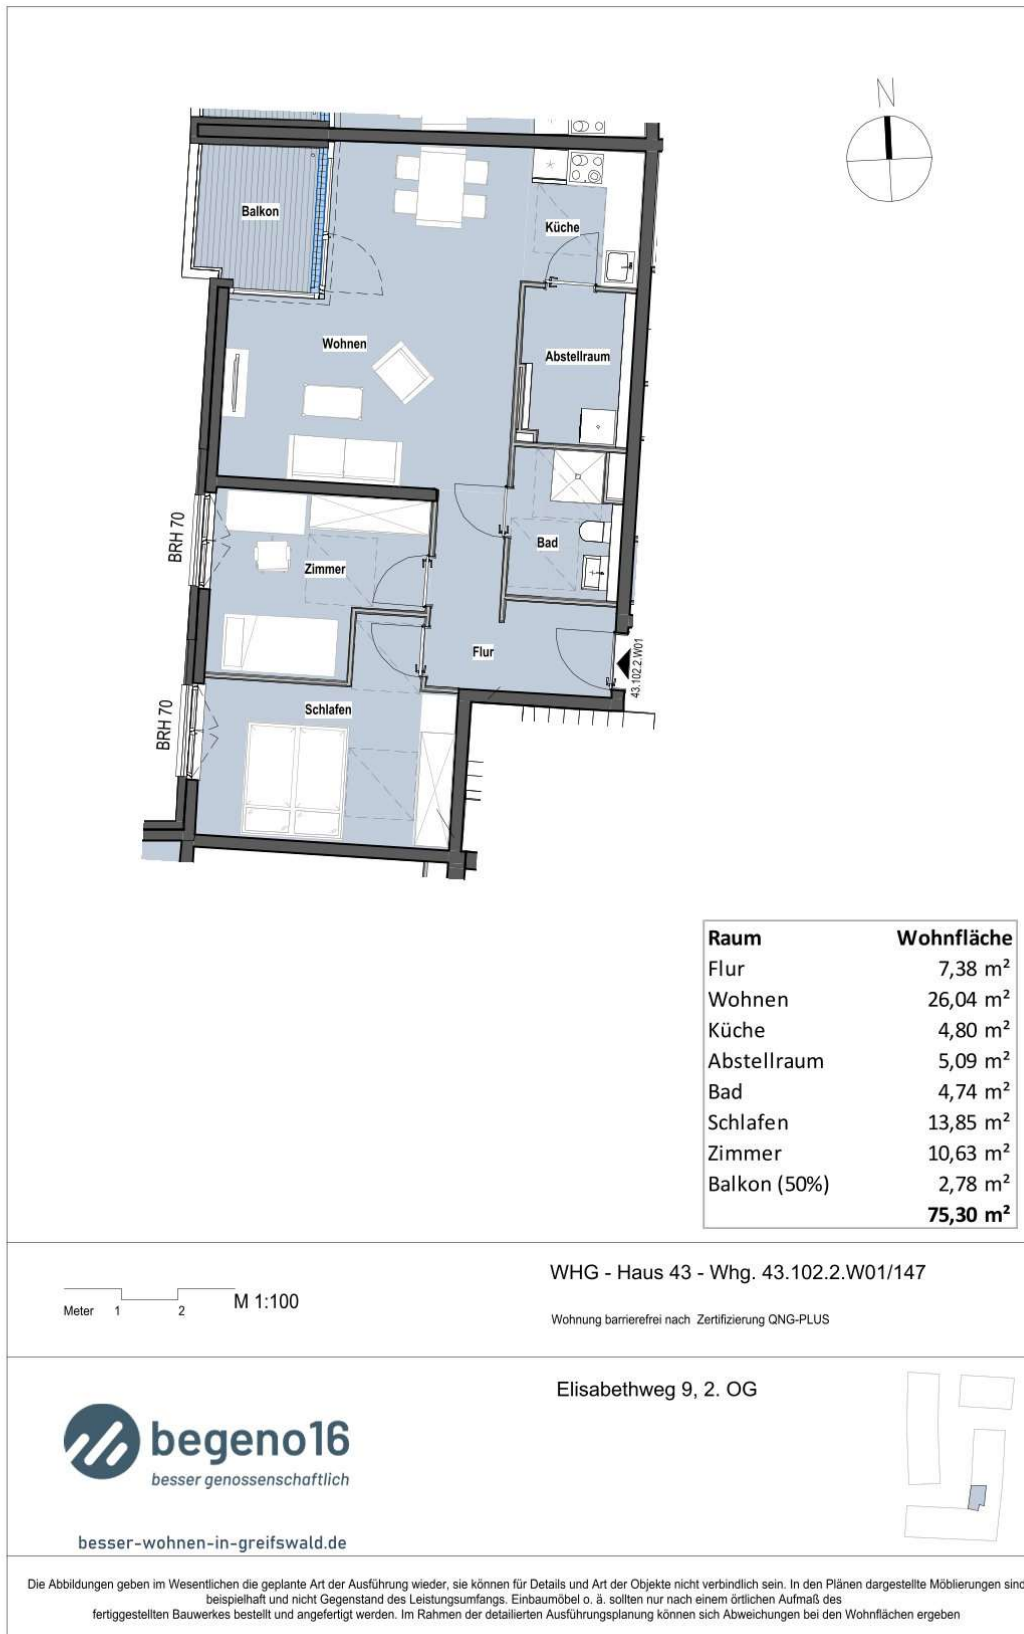 N
Balkon
Küche
Wohnen
Abstellraum
BRH 70
Bad
Zimmer
Flur
43.102.2.W01
BRH 70
Schlafen
Raum Wohnfläche
Flur 7,38 m²
Wohnen 26,04 m²
Küche 4,80 m²
Abstellraum 5,09 m²
Bad 4,74 m²
Schlafen 13,85 m²
Zimmer 10,63 m²
Balkon (50%) 2,78 m²
75,30 m²
WHG - Haus 43 - Whg. 43.102.2.W01/147
Meter 1 2 M 1:100
Wohnung barrierefrei nach Zertifizierung QNG-PLUS
Elisabethweg 9, 2. OG
begeno16
besser genossenschaftlich
besser-wohnen-in-greifswald.de
Die Abbildungen geben im Wesentlichen die geplante Art der Ausführung wieder, sie können für Details und Art der Objekte nicht verbindlich sein. In den Plänen dargestellte Möblierungen sind
beispielhaft und nicht Gegenstand des Leistungsumfangs. Einbaumöbel o. ä. sollten nur nach einem örtlichen Aufmaß des
fertiggestellten Bauwerkes bestellt und angefertigt werden. Im Rahmen der detailierten Ausführungsplanung können sich Abweichungen bei den Wohnflächen ergeben